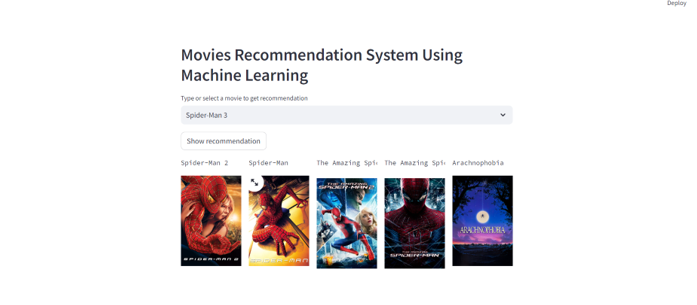 Deploy
Movies Recommendation System Using
Machine Learning
Type or select a movie to get recommendation
Spider-Man 3
Show recommendation
Spider-Man 2
Spider-Man
The Amazing Spi
The Amazing Spi
Arachnophobia
SPIDER-MAN 2
SPIDER-MAN
THE AMAZING
SPIDER-MAN 2
THE AMAZING
SPIDER-MAN
ARACHNOPHOBIA